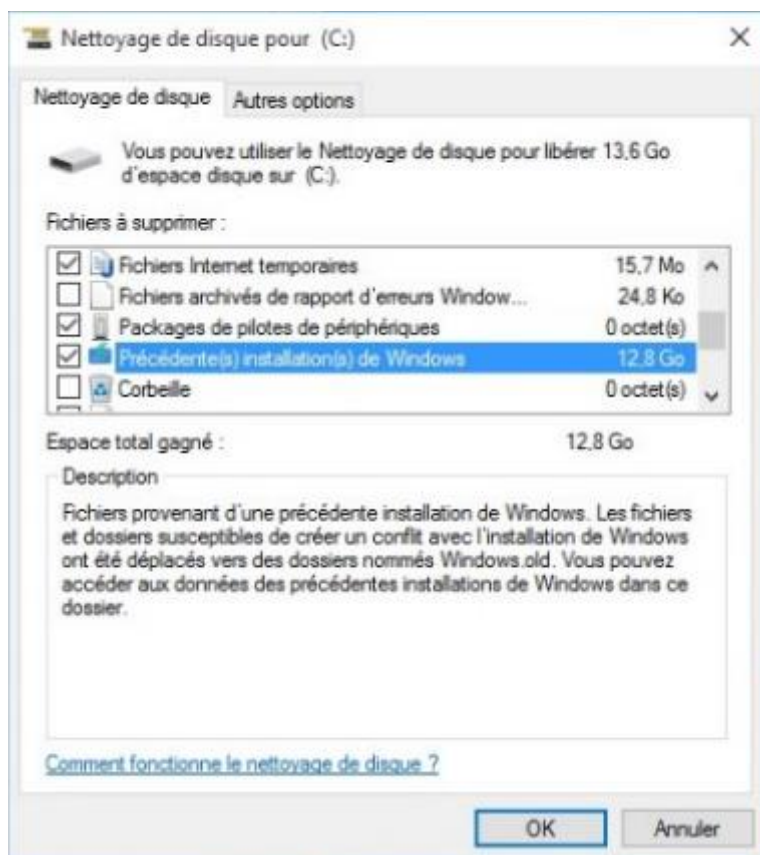 Nettoyage de disque pour (C:)
Nettoyage de disque Autres options
Vous pouvez utiliser le Nettoyage de disque pour libérer 13,6 Go
d'espace disque sur (C:).
Fichiers à supprimer :
Fichiers Internet temporaires 15,7 Mo
Fichiers archivés de rapport d'erreurs Window... 24,8 Ko
Packages de pilotes de périphériques 0 octet(s)
Précédente(s) installation(s) de Windows 12,8 Go
Corbeille 0 octet(s)
Espace total gagné : 12,8 Go
Description
Fichiers provenant d'une précédente installation de Windows. Les fichiers
et dossiers susceptibles de créer un conflit avec l'installation de Windows
ont été déplacés vers des dossiers nommés Windows.old. Vous pouvez
accéder aux données des précédentes installations de Windows dans ce
dossier.
Comment fonctionne le nettoyage de disque ?
OK Annuler